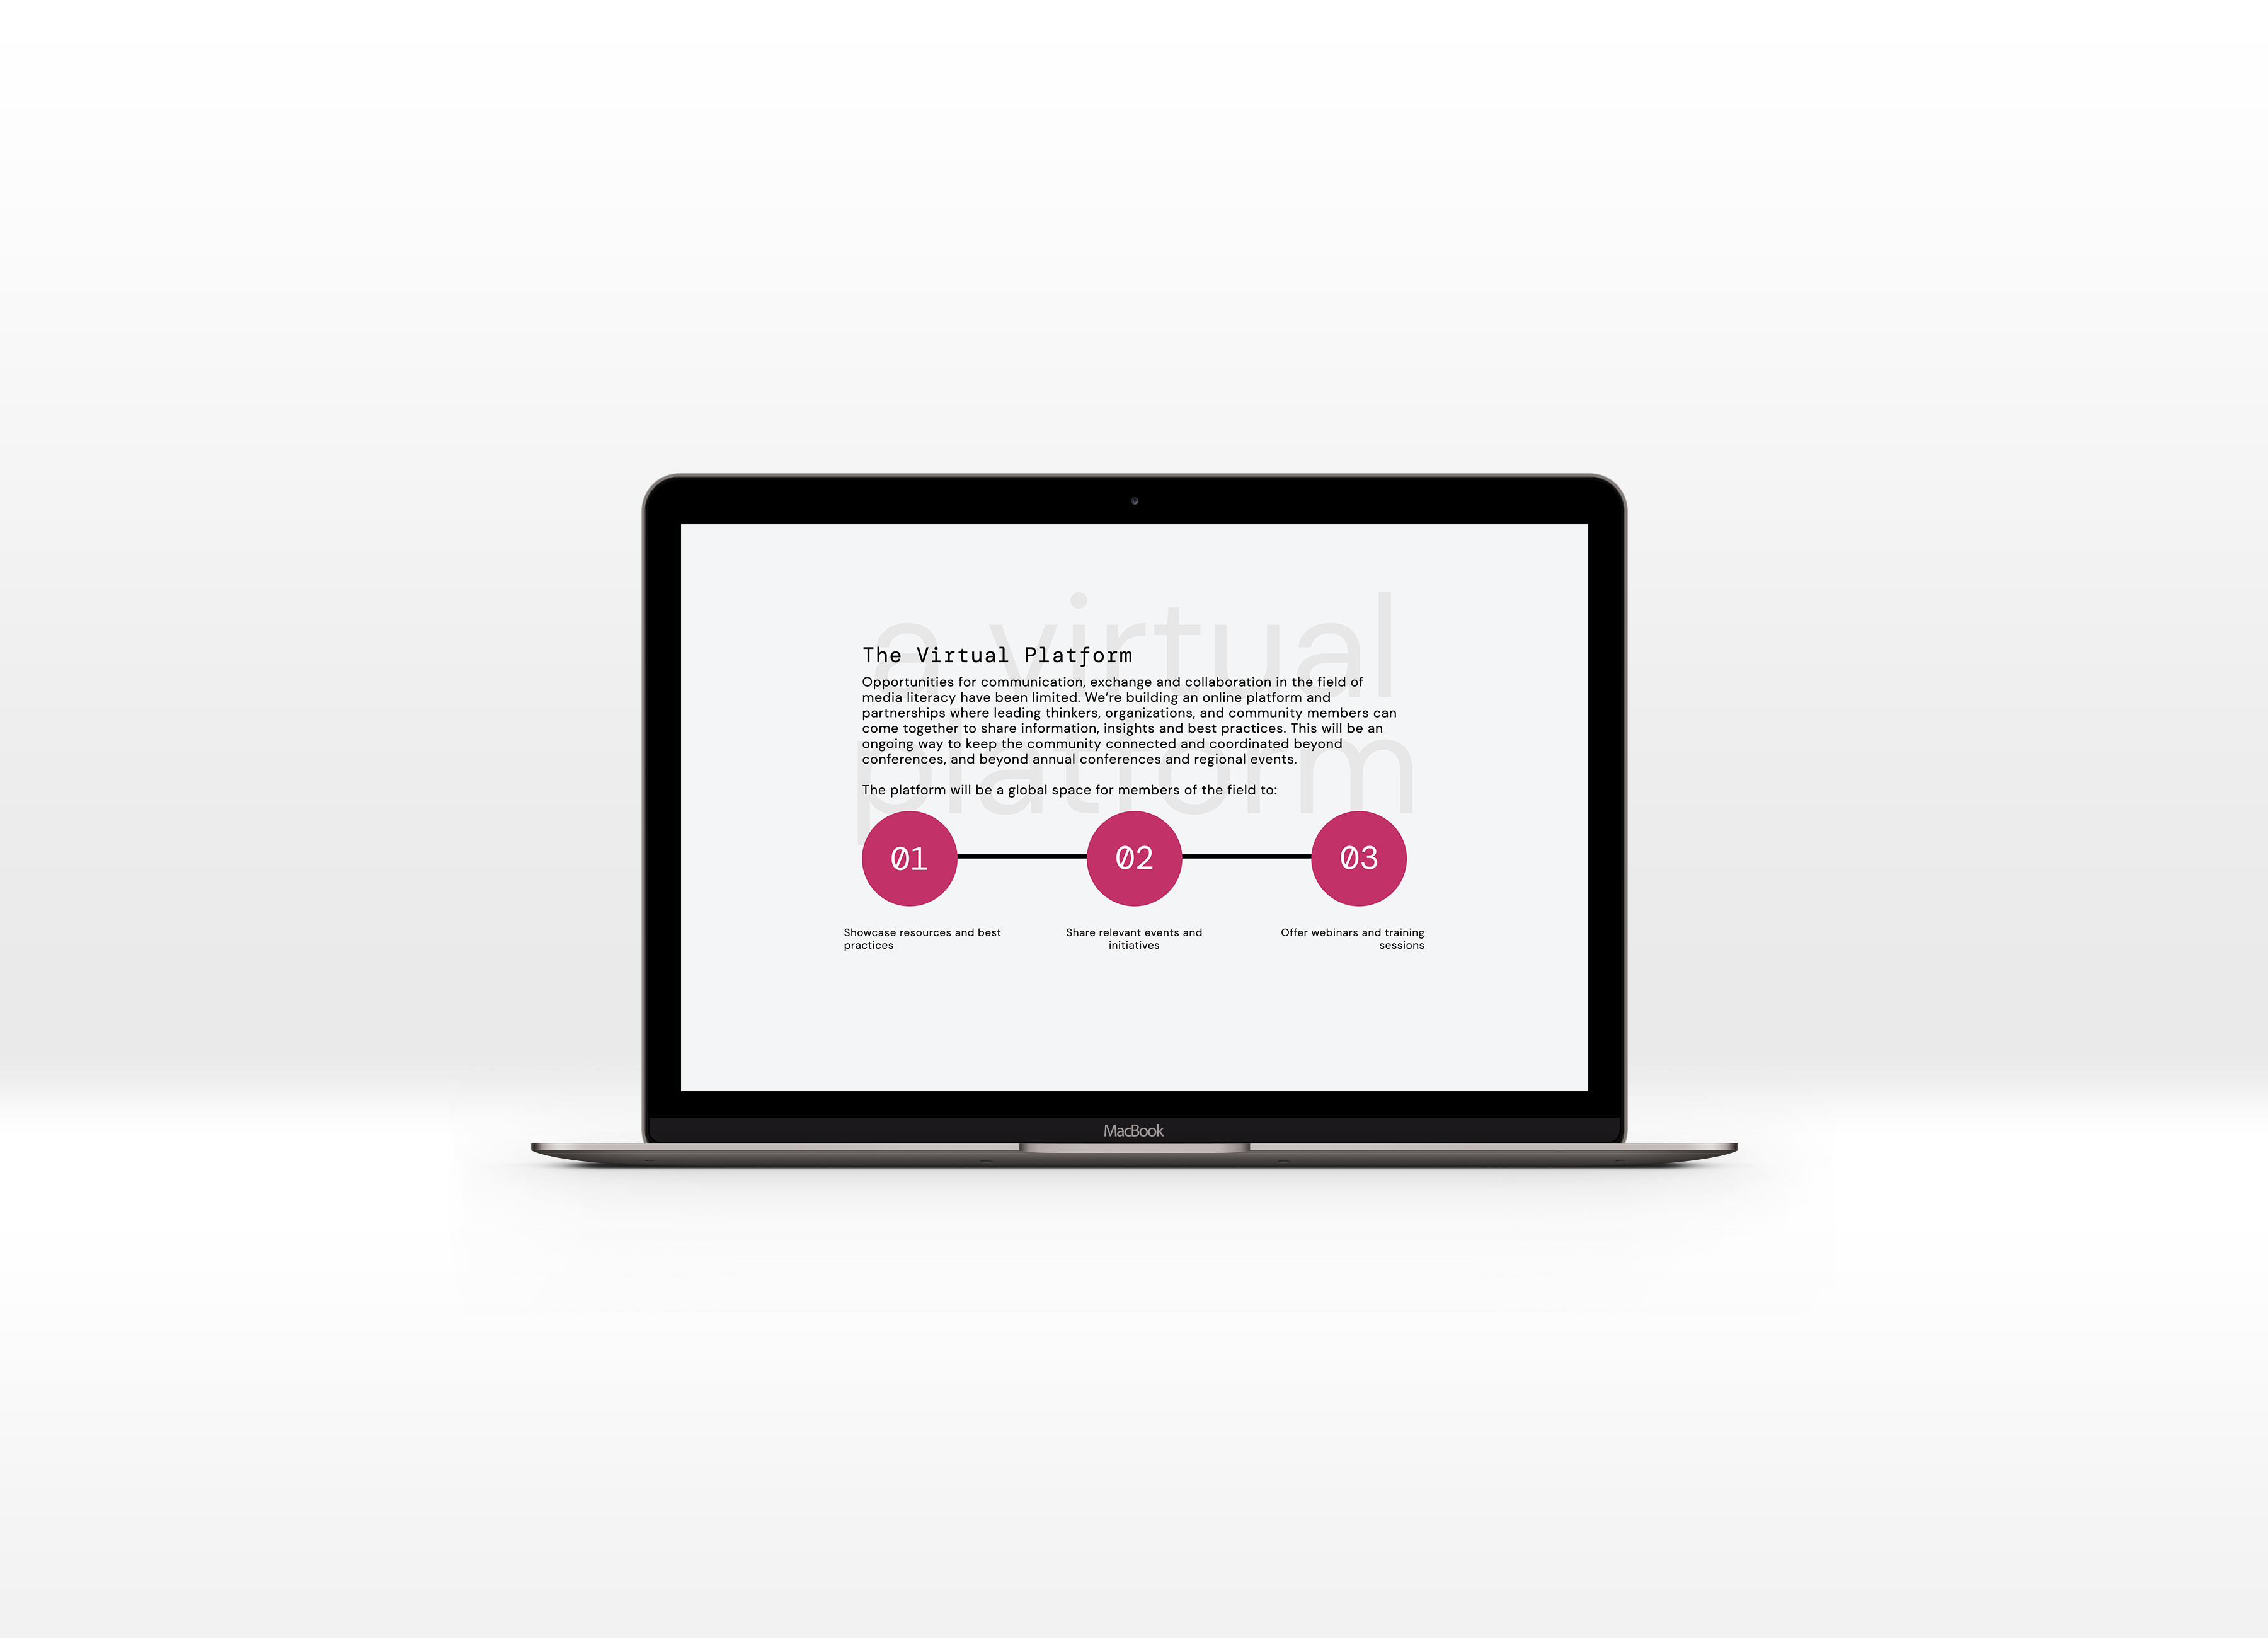 a virtual
platform
The Virtual Platform
Opportunities for communication, exchange and collaboration in the field of
media literacy have been limited. We're building an online platform and
partnerships where leading thinkers, organizations, and community members can
come together to share information, insights and best practices. This will be an
ongoing way to keep the community connected and coordinated beyond
conferences, and beyond annual conferences and regional events.
The platform will be a global space for members of the field to:
01
02
03
Showcase resources and best
practices
Share relevant events and
initiatives
Offer webinars and training
sessions
MacBook